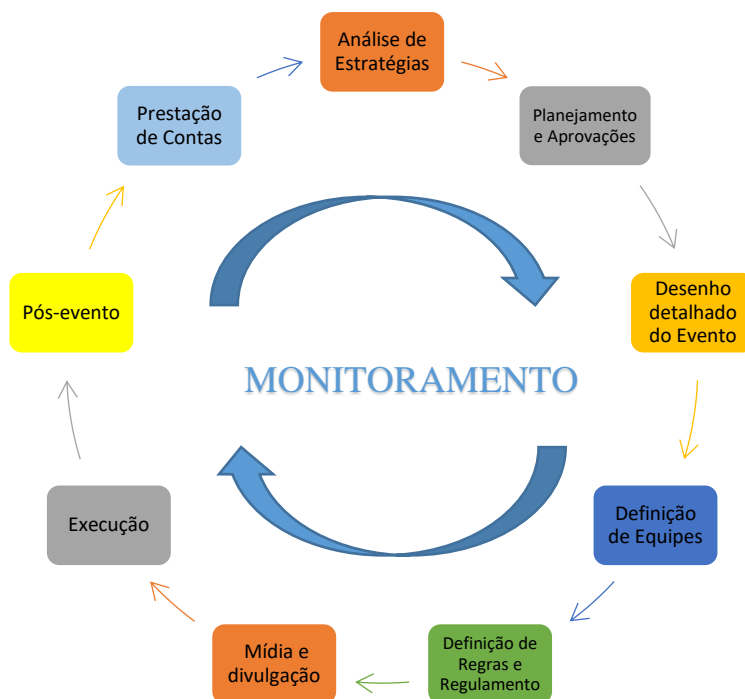 Análise de
Estratégias
Planejamento
e Aprovações
Desenho
detalhado
do Evento
Definição
de Equipes
Definição de
Regras e
Regulamento
Mídia e
divulgação
Execução
Pós-evento
Prestação
de Contas
MONITORAMENTO